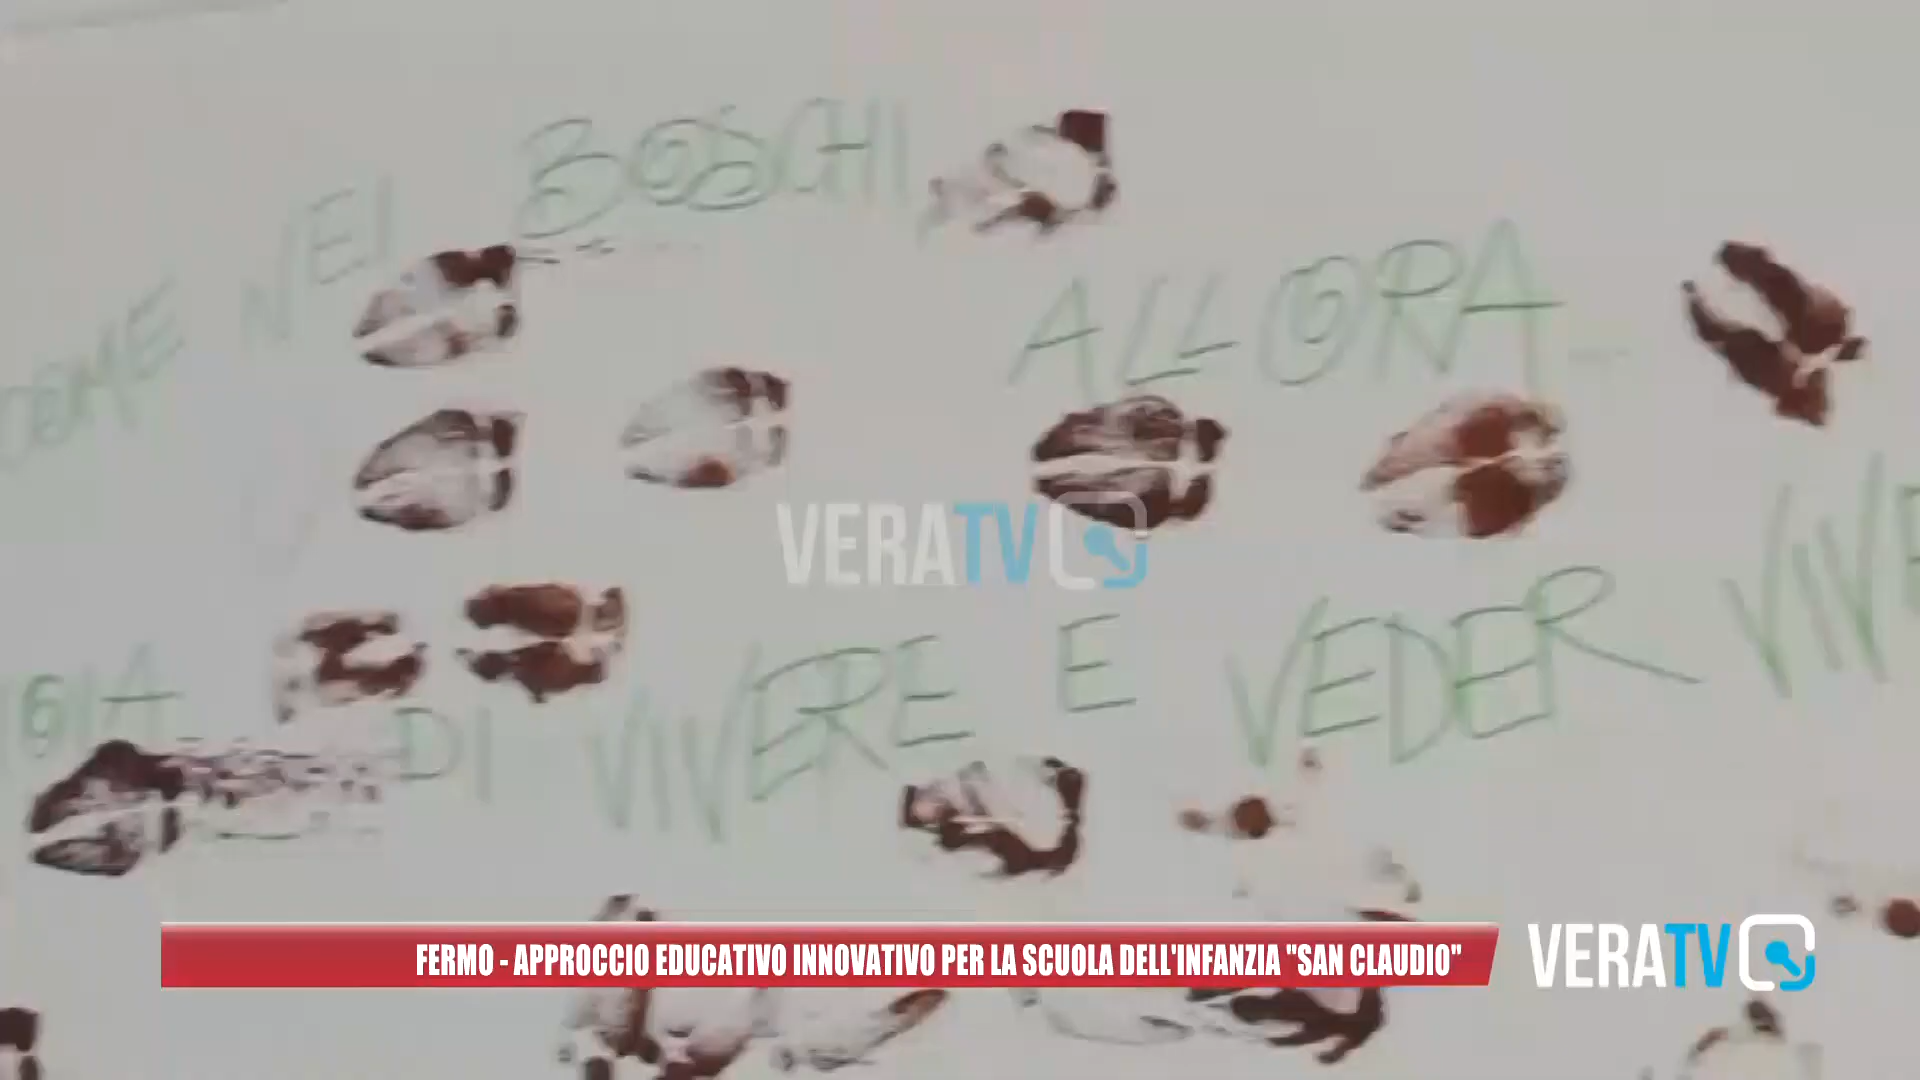 COME NEI BOSCHI
ALLORA
DI VIVERE E VEDER VIVE
VERATV
FERMO - APPROCCIO EDUCATIVO INNOVATIVO PER LA SCUOLA DELL'INFANZIA "SAN CLAUDIO"
VERATV